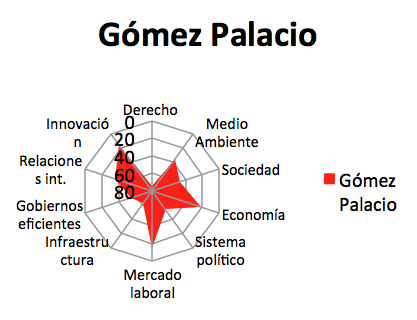 Gómez Palacio
Derecho
Medio
Ambiente
Sociedad
Economía
Sistema
político
Mercado
laboral
Infraestru
ctura
Gobiernos
eficientes
Relacione
s int.
Innovació
n
0
20
40
60
80
Gómez
Palacio